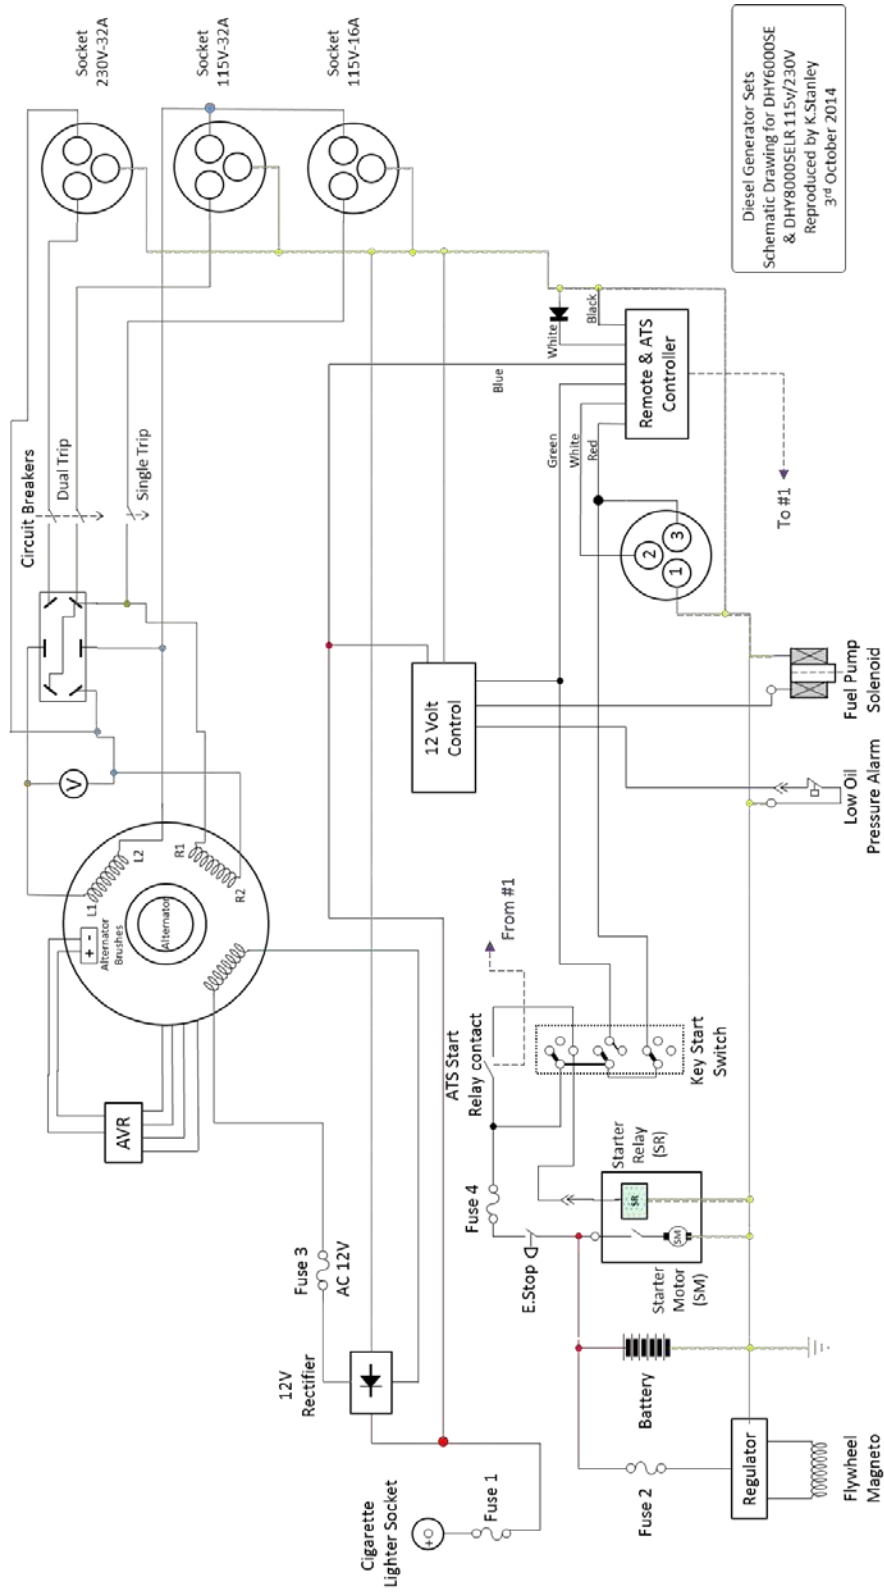 Socket
230V-32A
Socket
115V-32A
Socket
115V-16A
Diesel Generator Sets
Schematic Drawing for DHY6000SE
& DHY8000SELR 115v/230V
Reproduced by K.Stanley
3rd October 2014
Circuit Breakers
Dual Trip
Single Trip
V
L1
L2
R1
R2
+ -
Alternator
Brushes
Alternator
AVR
Blue
White
Black
Green
White
Red
Remote & ATS
Controller
To #1
1
2
3
12 Volt
Control
Fuel Pump
Solenoid
Low Oil
Pressure Alarm
From #1
ATS Start
Relay contact
Key Start
Switch
Fuse 4
Starter
Relay
(SR)
SR
SM
Starter
Motor
(SM)
E.Stop
Fuse 3
AC 12V
12V
Rectifier
Battery
Regulator
Flywheel
Magneto
Fuse 2
Fuse 1
Cigarette
Lighter Socket
+